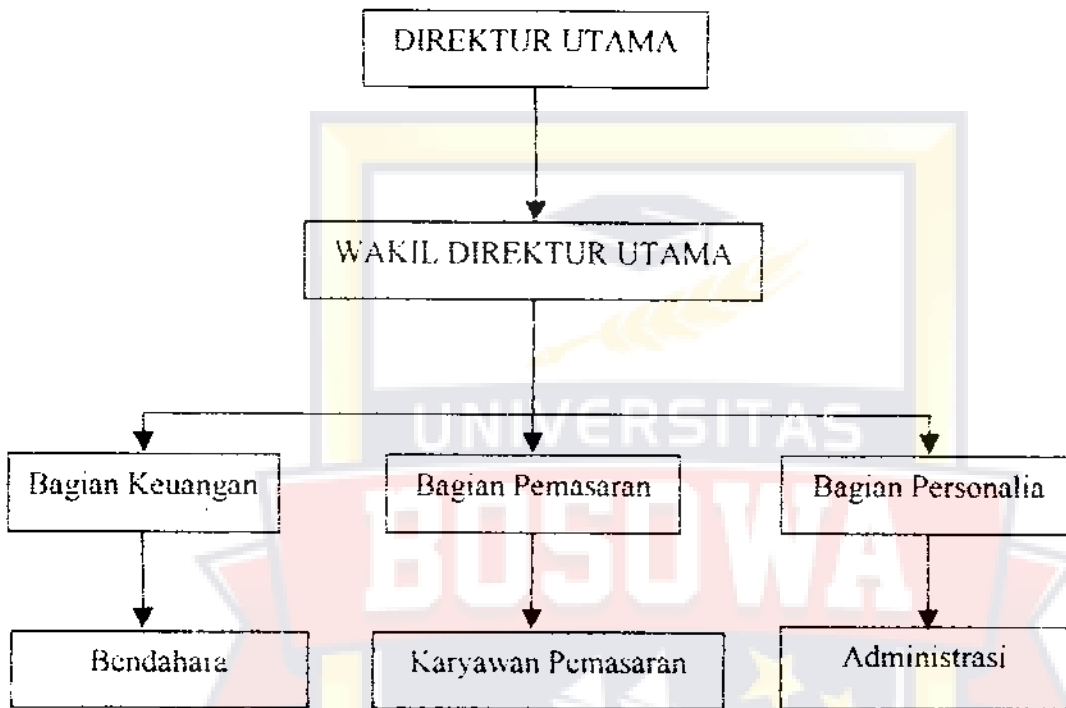 DIREKTUR UTAMA
WAKIL DIREKTUR UTAMA
UNIVERSITAS
Bagian Keuangan
Bagian Pemasaran
Bagian Personalia
BOSOWA
Bendahara
Karyawan Pemasaran
Administrasi